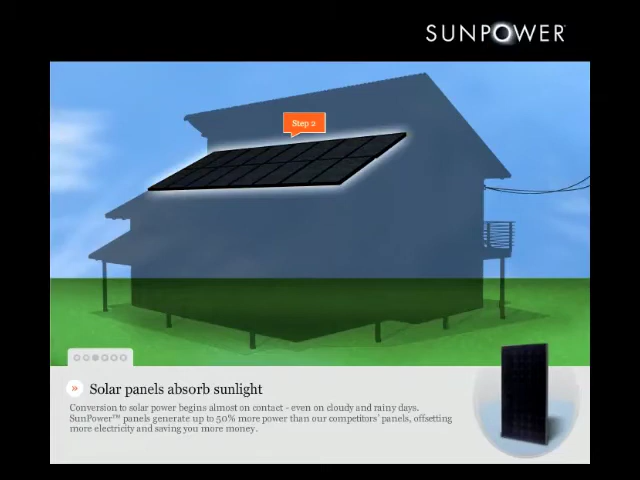 SUNPOWER
Step 2
» Solar panels absorb sunlight
Conversion to solar power begins almost on contact - even on cloudy and rainy days.
SunPower™ panels generate up to 50% more power than our competitors' panels, offsetting
more electricity and saving you more money.